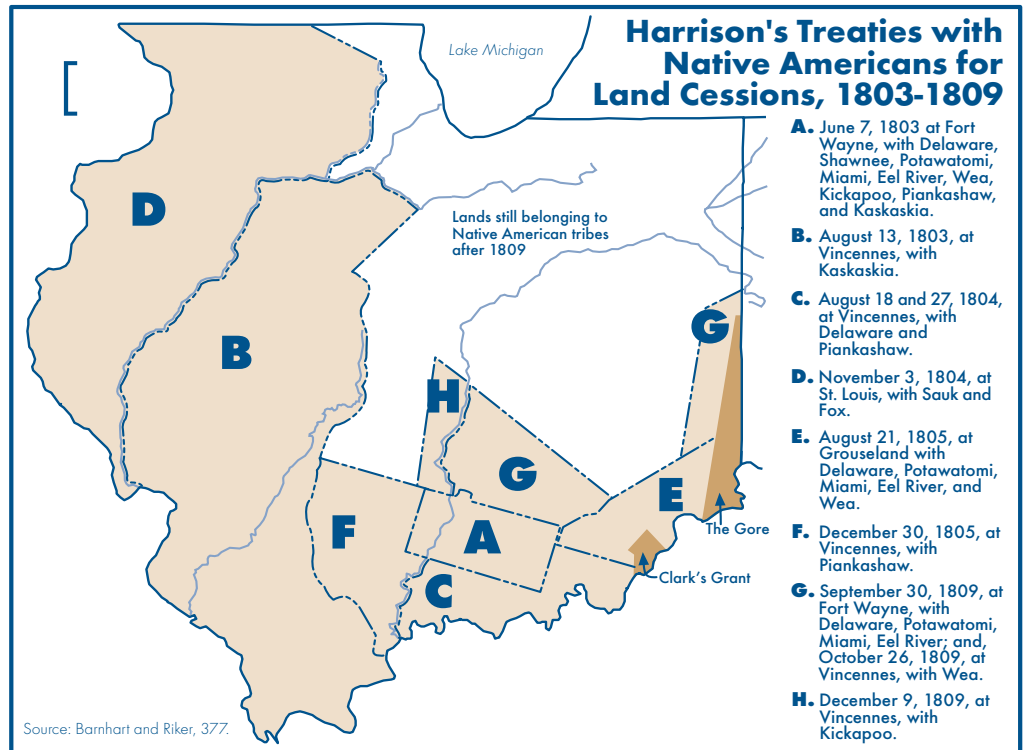 Harrison's Treaties with
Native Americans for
Land Cessions, 1803-1809
Lake Michigan
A. June 7, 1803 at Fort
Wayne, with Delaware,
Shawnee, Potawatomi,
Miami, Eel River, Wea,
Kickapoo, Piankashaw,
and Kaskaskia.
B. August 13, 1803, at
Vincennes, with
Kaskaskia.
C. August 18 and 27, 1804,
at Vincennes, with
Delaware and
Piankashaw.
D. November 3, 1804, at
St. Louis, with Sauk and
Fox.
E. August 21, 1805, at
Grouseland with
Delaware, Potawatomi,
Miami, Eel River, and
Wea.
F. December 30, 1805, at
Vincennes, with
Piankashaw.
G. September 30, 1809, at
Fort Wayne, with
Delaware, Potawatomi,
Miami, Eel River; and,
October 26, 1809, at
Vincennes, with Wea.
H. December 9, 1809, at
Vincennes, with
Kickapoo.
D
Lands still belonging to
Native American tribes
after 1809
G
B
H
G
E
The Gore
F
A
Clark's Grant
C
Source: Barnhart and Riker, 377.